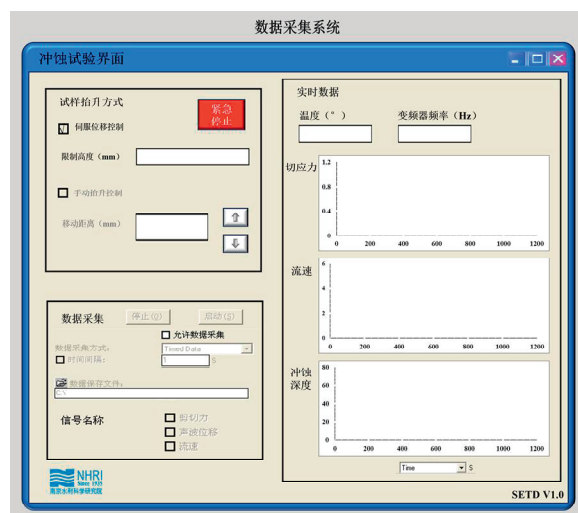 数据采集系统
冲蚀试验界面
试样抬升方式
紧急
停止
√ 伺服位移控制
限制高度（mm）
手动抬升控制
移动距离（mm）
数据采集
停止(Q)
启动(S)
允许数据采集
数据采集方式:
Timed Data
时间间隔:
1
S
数据保存文件:
C:\
信号名称
剪切力
声波位移
流速
NHRI
Since 1935
南京水利科学研究院
实时数据
温度（°）
变频器频率（Hz）
切应力
1.2
0.8
0.4
0
0 200 400 600 800 1000 1200
流速
6
4
2
0
0 200 400 600 800 1000 1200
冲蚀
深度
80
60
40
20
0
0 200 400 600 800 1000 1200
Time
S
SETD V1.0